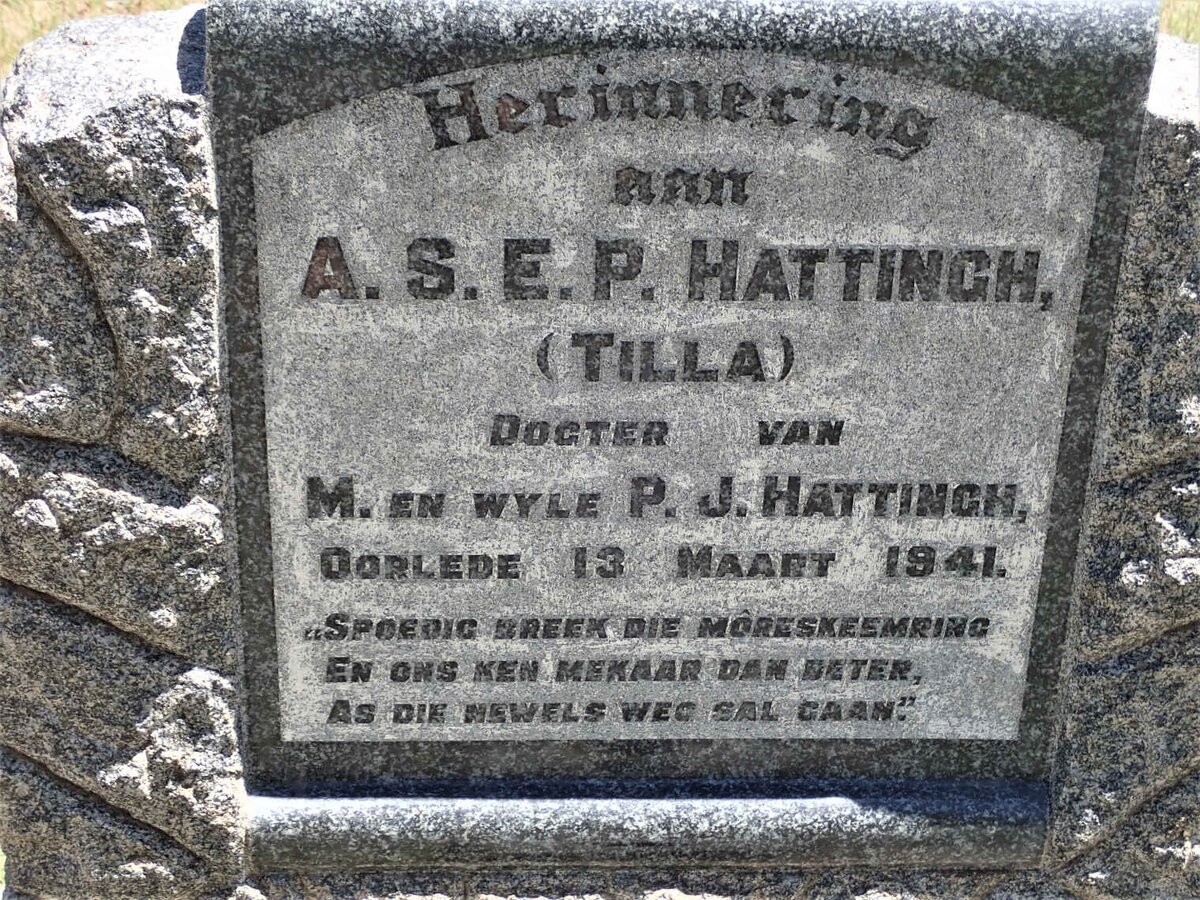 Herinnering
aan
A. S. E. P. HATTINGH,
(TILLA)
DOGTER VAN
M. EN WYLE P. J. HATTINGH,
OORLEDE 13 MAART 1941.
„SPOEDIG BREEK DIE MÔRESKEEMRING
EN ONS KEN MEKAAR DAN BETER,
AS DIE NEWELS WEG SAL GAAN.”